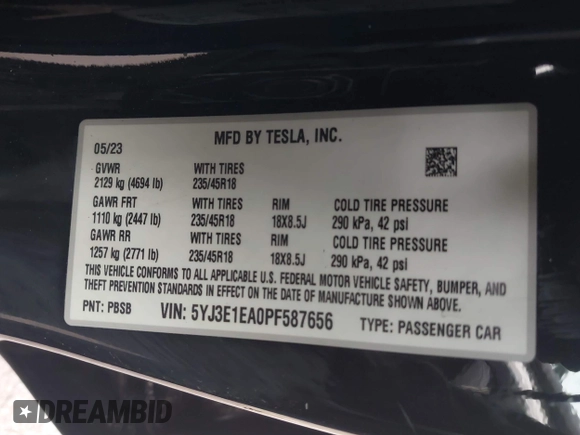 MFD BY TESLA, INC.
05/23
GVWR WITH TIRES
2129 kg (4694 lb) 235/45R18
GAWR FRT WITH TIRES RIM COLD TIRE PRESSURE
1110 kg (2447 lb) 235/45R18 18X8.5J 290 kPa, 42 psi
GAWR RR WITH TIRES RIM COLD TIRE PRESSURE
1257 kg (2771 lb) 235/45R18 18X8.5J 290 kPa, 42 psi
THIS VEHICLE CONFORMS TO ALL APPLICABLE U.S. FEDERAL MOTOR VEHICLE SAFETY, BUMPER, AND
THEFT PREVENTION STANDARDS IN EFFECT ON THE DATE OF MANUFACTURE SHOWN ABOVE.
PNT: PBSB VIN: 5YJ3E1EA0PF587656 TYPE: PASSENGER CAR
DREAMBID